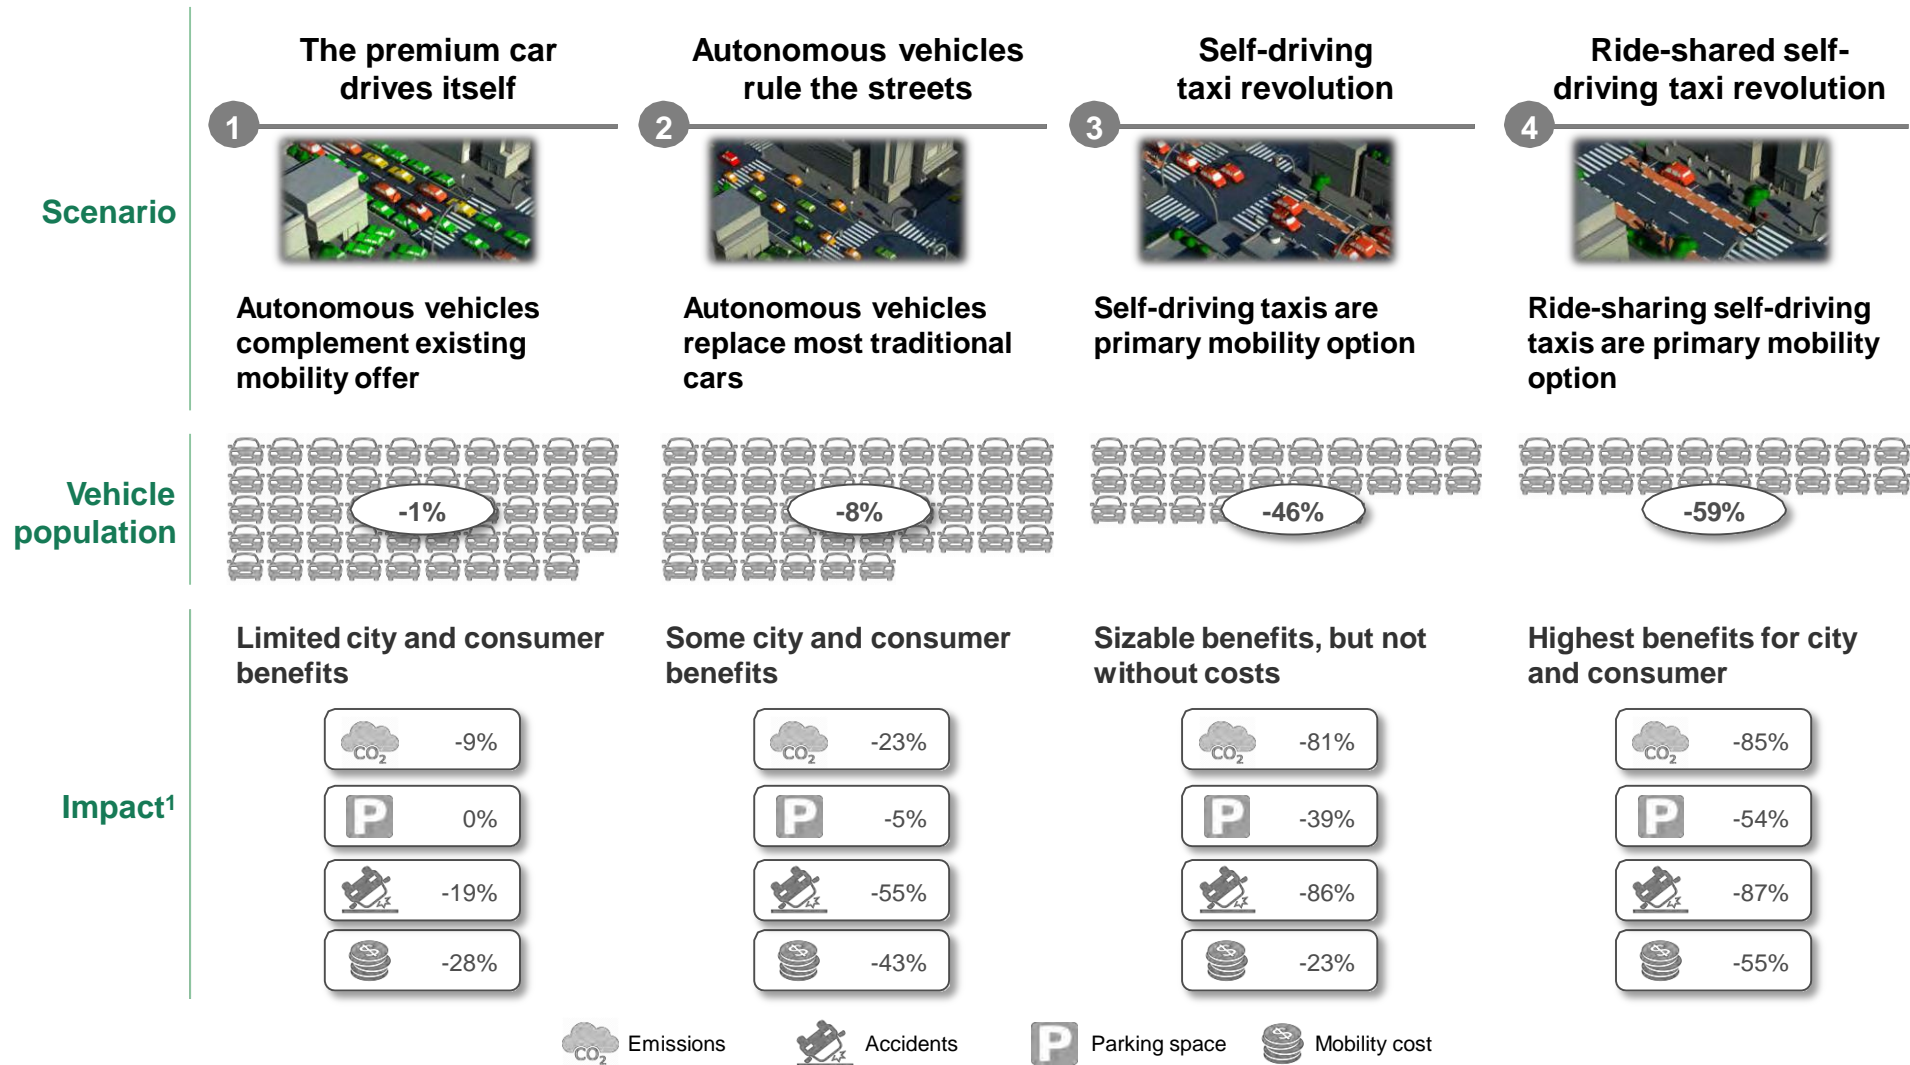 The premium car
drives itself
Autonomous vehicles
rule the streets
Self-driving
taxi revolution
Ride-shared self-
driving taxi revolution
1
2
3
4
Scenario
Autonomous vehicles
complement existing
mobility offer
Autonomous vehicles
replace most traditional
cars
Self-driving taxis are
primary mobility option
Ride-sharing self-driving
taxis are primary mobility
option
Vehicle
population
-1%
-8%
-46%
-59%
Impact1
Limited city and consumer
benefits
Some city and consumer
benefits
Sizable benefits, but not
without costs
Highest benefits for city
and consumer
CO2 -9%
CO2 -23%
CO2 -81%
CO2 -85%
P 0%
P -5%
P -39%
P -54%
-19%
-55%
-86%
-87%
$ -28%
$ -43%
$ -23%
$ -55%
CO2 Emissions
Accidents
P Parking space
$ Mobility cost